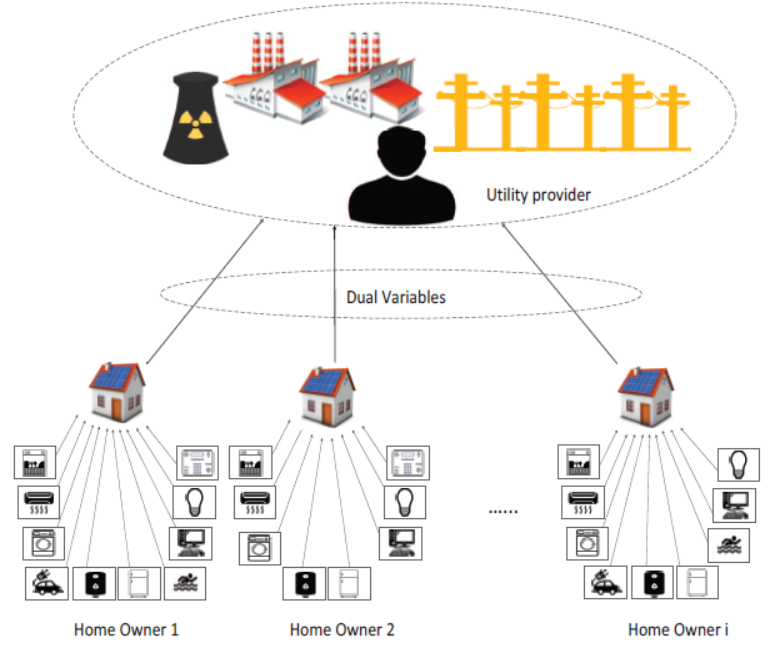 Utility provider
Dual Variables
......
Home Owner 1
Home Owner 2
Home Owner i